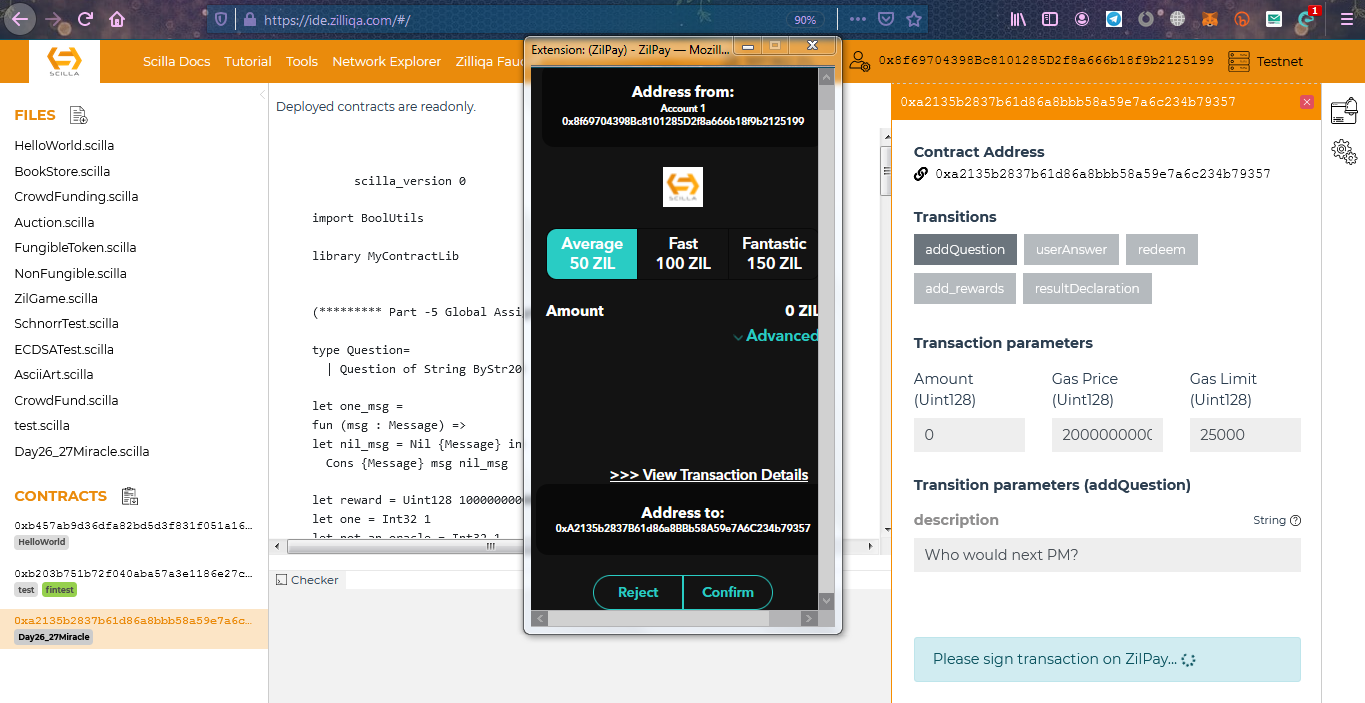 https://ide.zilliqa.com/#/
90%
1
SCILLA
Scilla Docs
Tutorial
Tools
Network Explorer
Zilliqa Fauc
0x8f69704398Bc8101285D2f8a666b18f9b2125199
Testnet
FILES
HelloWorld.scilla
BookStore.scilla
CrowdFunding.scilla
Auction.scilla
FungibleToken.scilla
NonFungible.scilla
ZilGame.scilla
SchnorrTest.scilla
ECDSATest.scilla
AsciiArt.scilla
CrowdFund.scilla
test.scilla
Day26_27Miracle.scilla
CONTRACTS
0xb457ab9d36dfa82bd5d3f831f051a16...
HelloWorld
0xb203b751b72f040aba57a3e1186e27c...
test fintest
0xa2135b2837b61d86a8bbb58a59e7a6c...
Day26_27Miracle
Deployed contracts are readonly.
scilla_version 0
import BoolUtils
library MyContractLib
(********* Part -5 Global Assi
type Question=
| Question of String ByStr20
let one_msg =
fun (msg : Message) =>
let nil_msg = Nil {Message} in
Cons {Message} msg nil_msg
let reward = Uint128 1000000000
let one = Int32 1
let not_an_oracle = Int32 1
Checker
Extension: (ZilPay) - ZilPay — Mozill...
Address from:
Account 1
0x8f69704398Bc8101285D2f8a666b18f9b2125199
SCILLA
Average
50 ZIL
Fast
100 ZIL
Fantastic
150 ZIL
Amount
0 ZIL
Advanced
>>> View Transaction Details
Address to:
0xA2135b2837B61d86a8BBb58A59e7A6C234b79357
Reject
Confirm
0xa2135b2837b61d86a8bbb58a59e7a6c234b79357
Contract Address
0xa2135b2837b61d86a8bbb58a59e7a6c234b79357
Transitions
addQuestion
userAnswer
redeem
add_rewards
resultDeclaration
Transaction parameters
Amount
(Uint128)
Gas Price
(Uint128)
Gas Limit
(Uint128)
0
2000000000
25000
Transition parameters (addQuestion)
description
String
Who would next PM?
Please sign transaction on ZilPay...